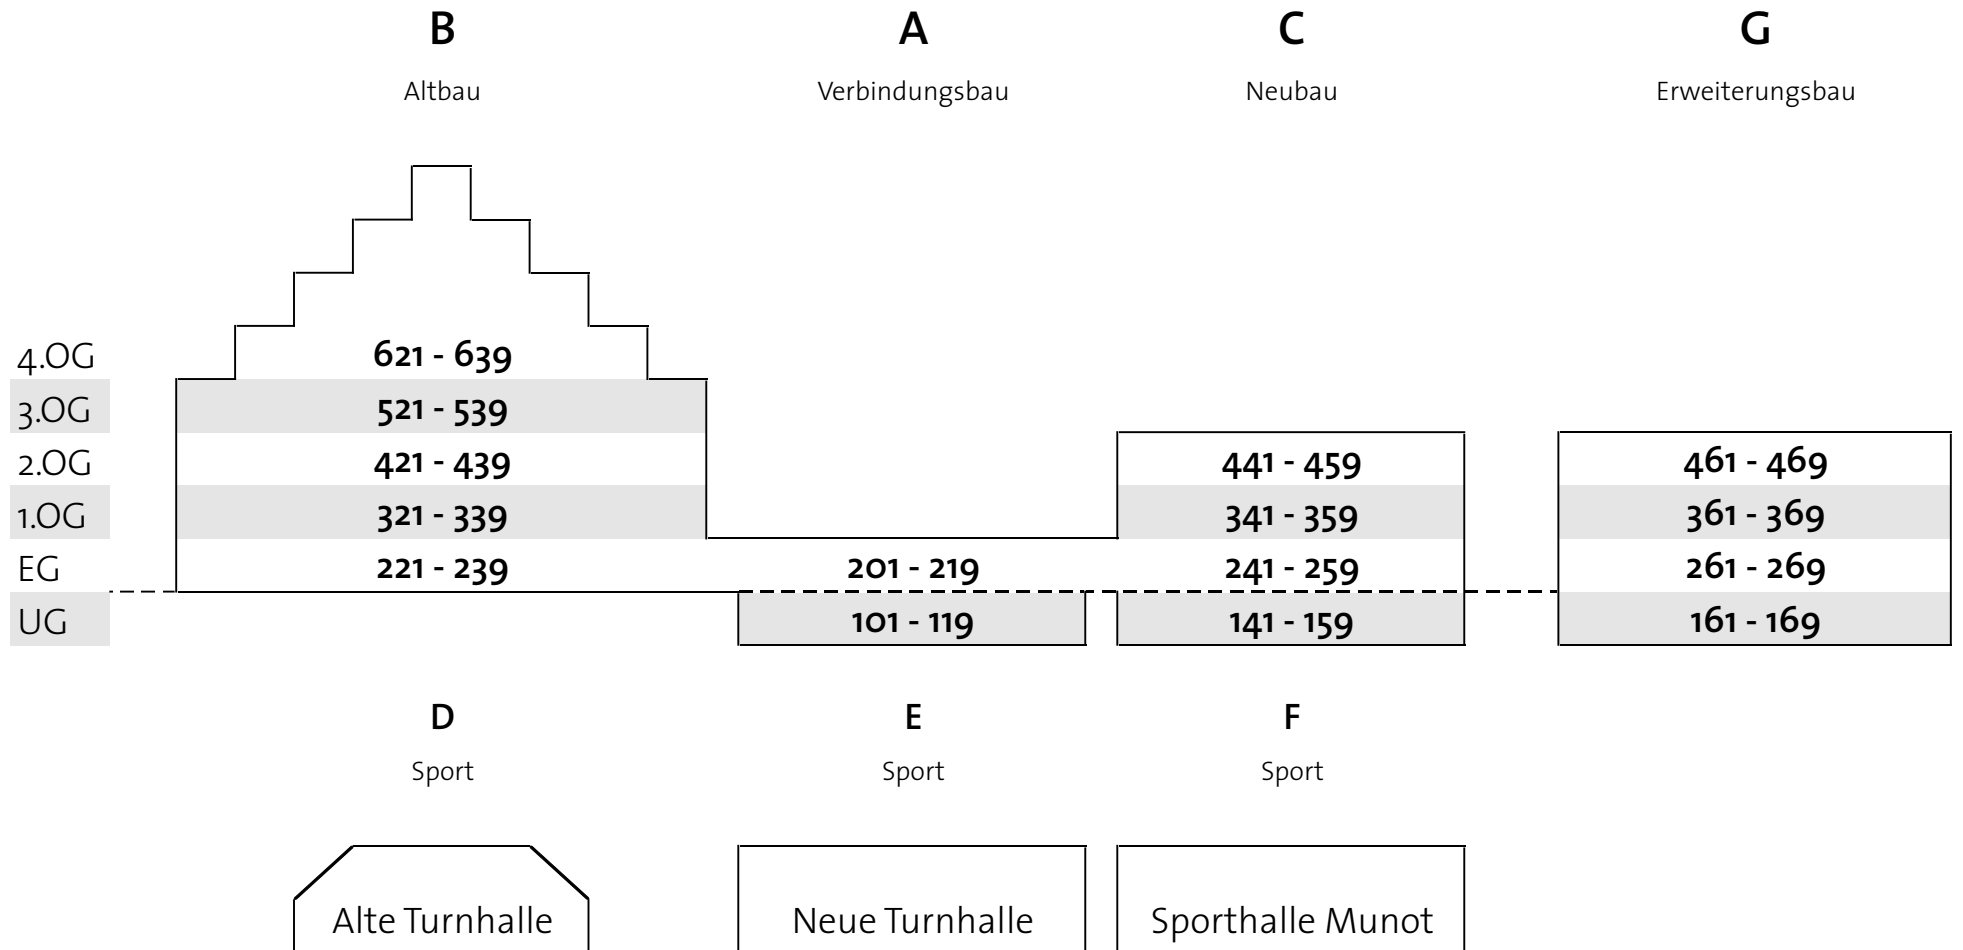 B A C G
Altbau Verbindungsbau Neubau Erweiterungsbau
4.OG 621 - 639
3.OG 521 - 539
2.OG 421 - 439 441 - 459 461 - 469
1.OG 321 - 339 341 - 359 361 - 369
EG 221 - 239 201 - 219 241 - 259 261 - 269
UG 101 - 119 141 - 159 161 - 169
D E F
Sport Sport Sport
Alte Turnhalle Neue Turnhalle Sporthalle Munot